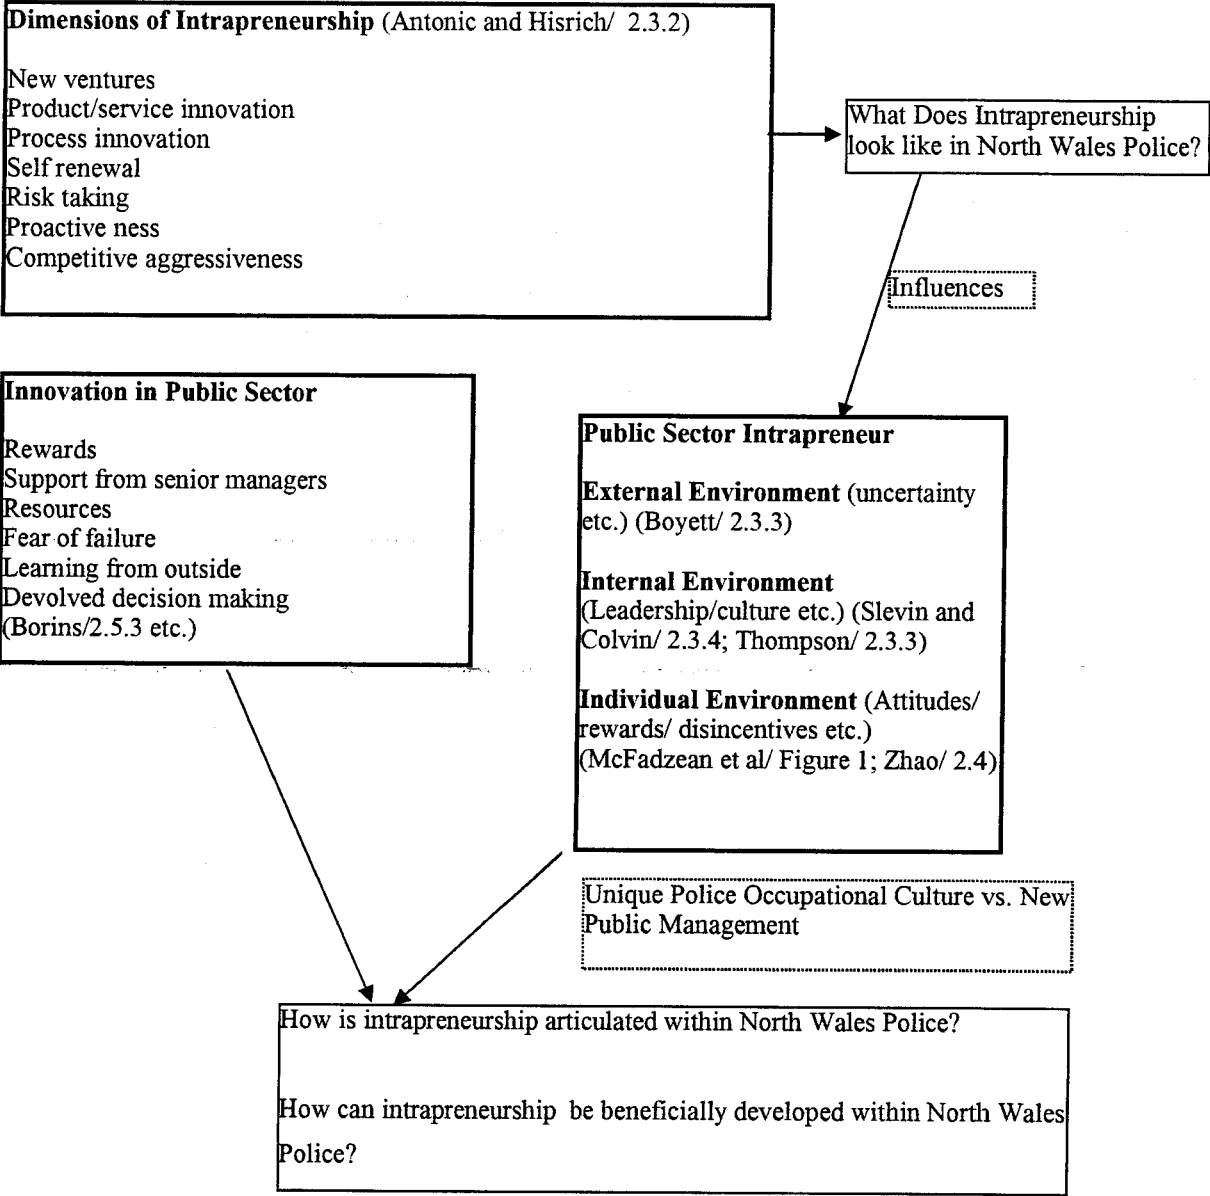 Dimensions of Intrapreneurship (Antonic and Hisrich/ 2.3.2)
New ventures
Product/service innovation
Process innovation
Self renewal
Risk taking
Proactive ness
Competitive aggressiveness
What Does Intrapreneurship
look like in North Wales Police?
Influences
Innovation in Public Sector
Rewards
Support from senior managers
Resources
Fear of failure
Learning from outside
Devolved decision making
(Borins/2.5.3 etc.)
Public Sector Intrapreneur
External Environment (uncertainty
etc.) (Boyett/ 2.3.3)
Internal Environment
(Leadership/culture etc.) (Slevin and
Colvin/ 2.3.4; Thompson/ 2.3.3)
Individual Environment (Attitudes/
rewards/ disincentives etc.)
(McFadzean et al/ Figure 1; Zhao/ 2.4)
Unique Police Occupational Culture vs. New
Public Management
How is intrapreneurship articulated within North Wales Police?
How can intrapreneurship be beneficially developed within North Wales
Police?